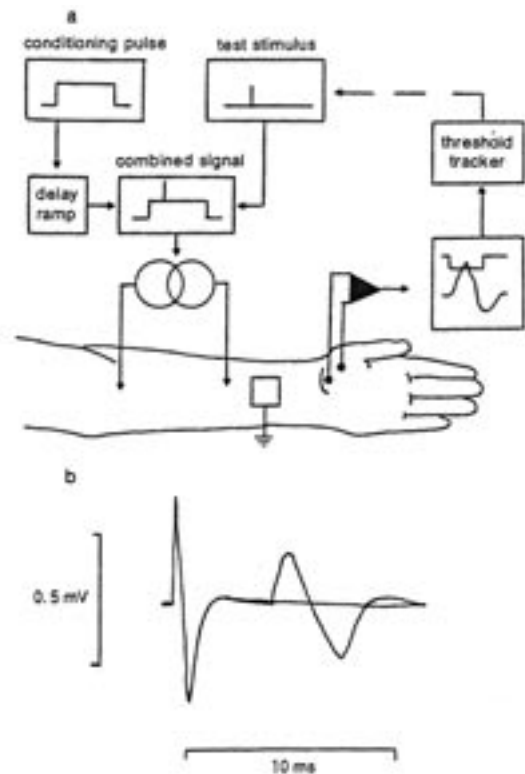 a
conditioning pulse
test stimulus
combined signal
delay
ramp
threshold
tracker
b
0.5 mV
10 ms